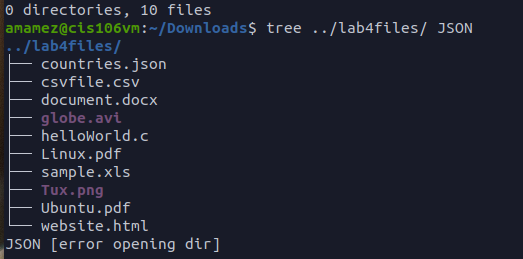 0 directories, 10 files
amamez@cis106vm:~/Downloads$ tree ../lab4files/ JSON
../lab4files/
├── countries.json
├── csvfile.csv
├── document.docx
├── globe.avi
├── helloWorld.c
├── Linux.pdf
├── sample.xls
├── Tux.png
├── Ubuntu.pdf
└── website.html
JSON [error opening dir]